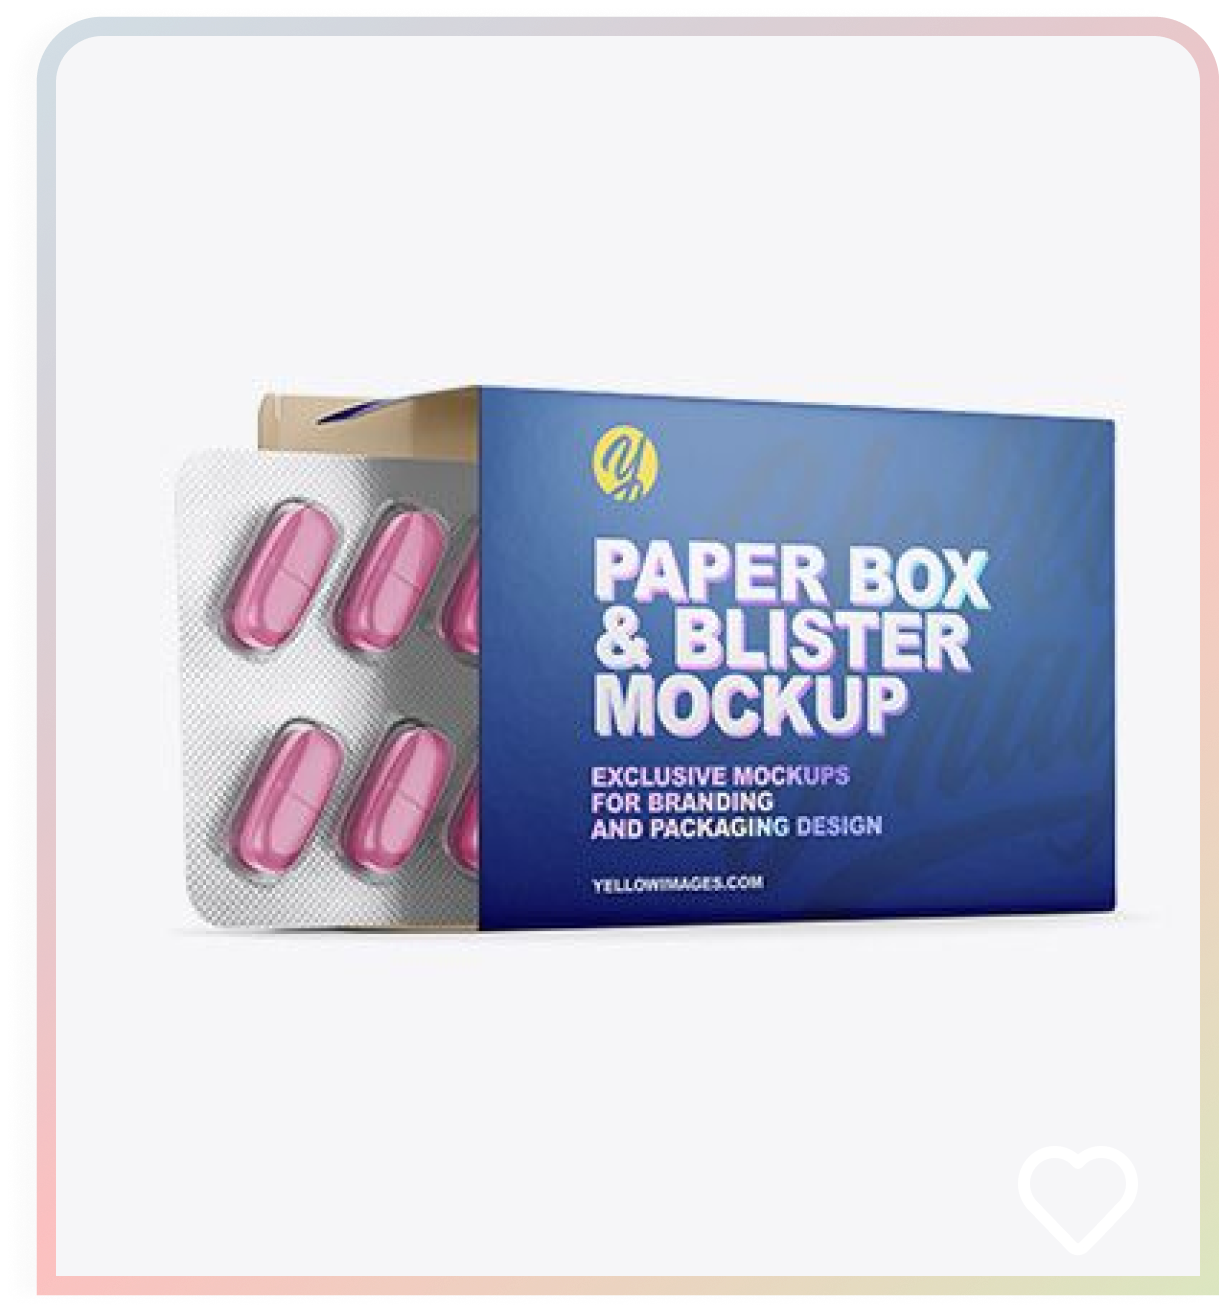 PAPER BOX
& BLISTER
MOCKUP
EXCLUSIVE MOCKUPS
FOR BRANDING
AND PACKAGING DESIGN
YELLOWIMAGES.COM